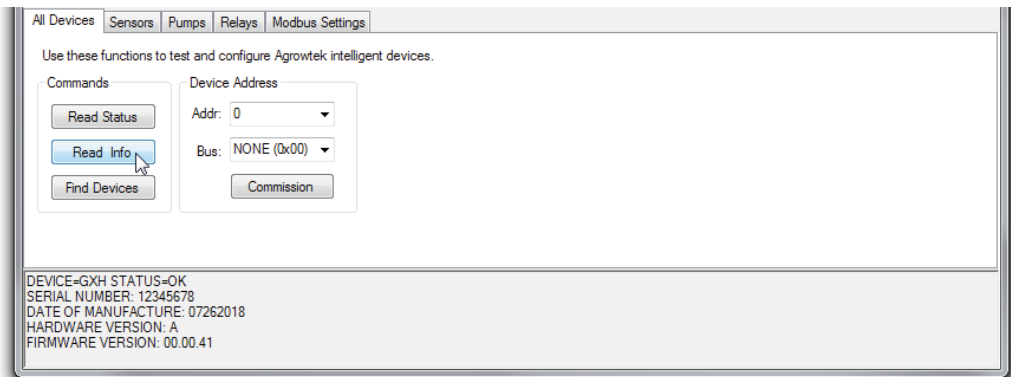 All Devices Sensors Pumps Relays Modbus Settings
Use these functions to test and configure Agrowtek intelligent devices.
Commands
Read Status
Read Info
Find Devices
Device Address
Addr: 0
Bus: NONE (0x00)
Commission
DEVICE=GXH STATUS=OK
SERIAL NUMBER: 12345678
DATE OF MANUFACTURE: 07262018
HARDWARE VERSION: A
FIRMWARE VERSION: 00.00.41